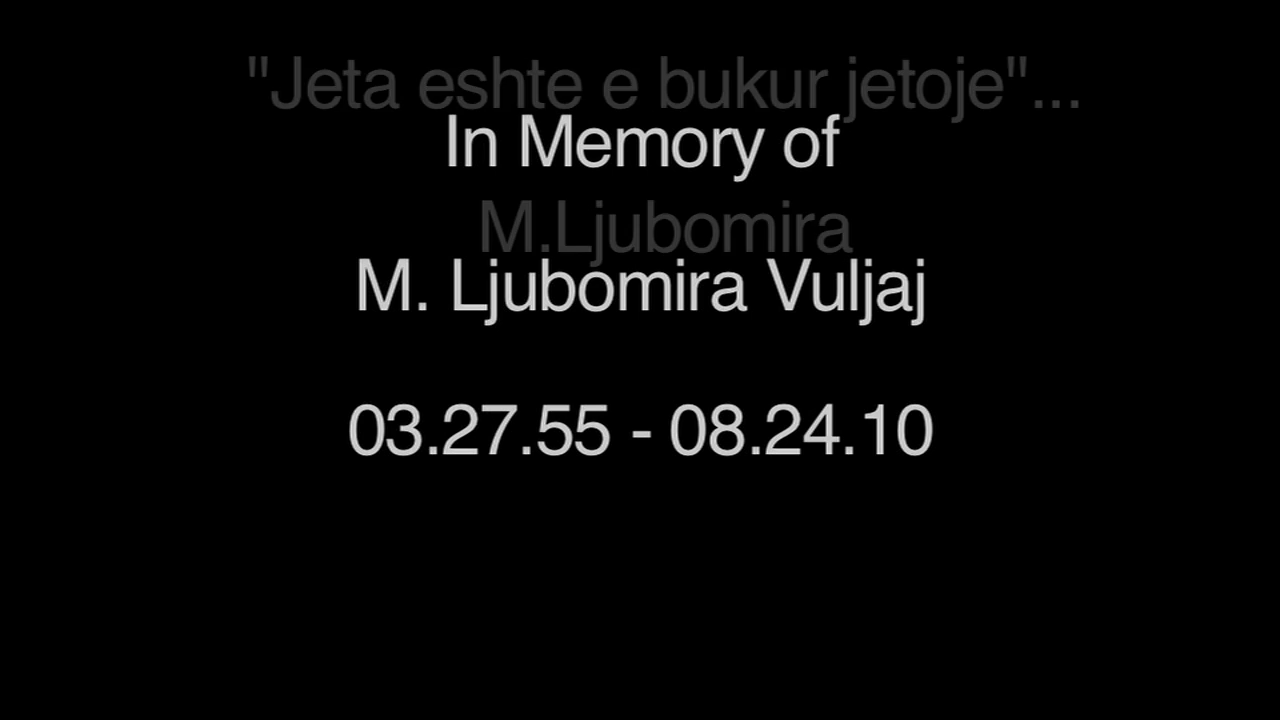 "Jeta eshte e bukur jetoje"...
In Memory of
M.Ljubomira
M. Ljubomira Vuljaj
03.27.55 - 08.24.10